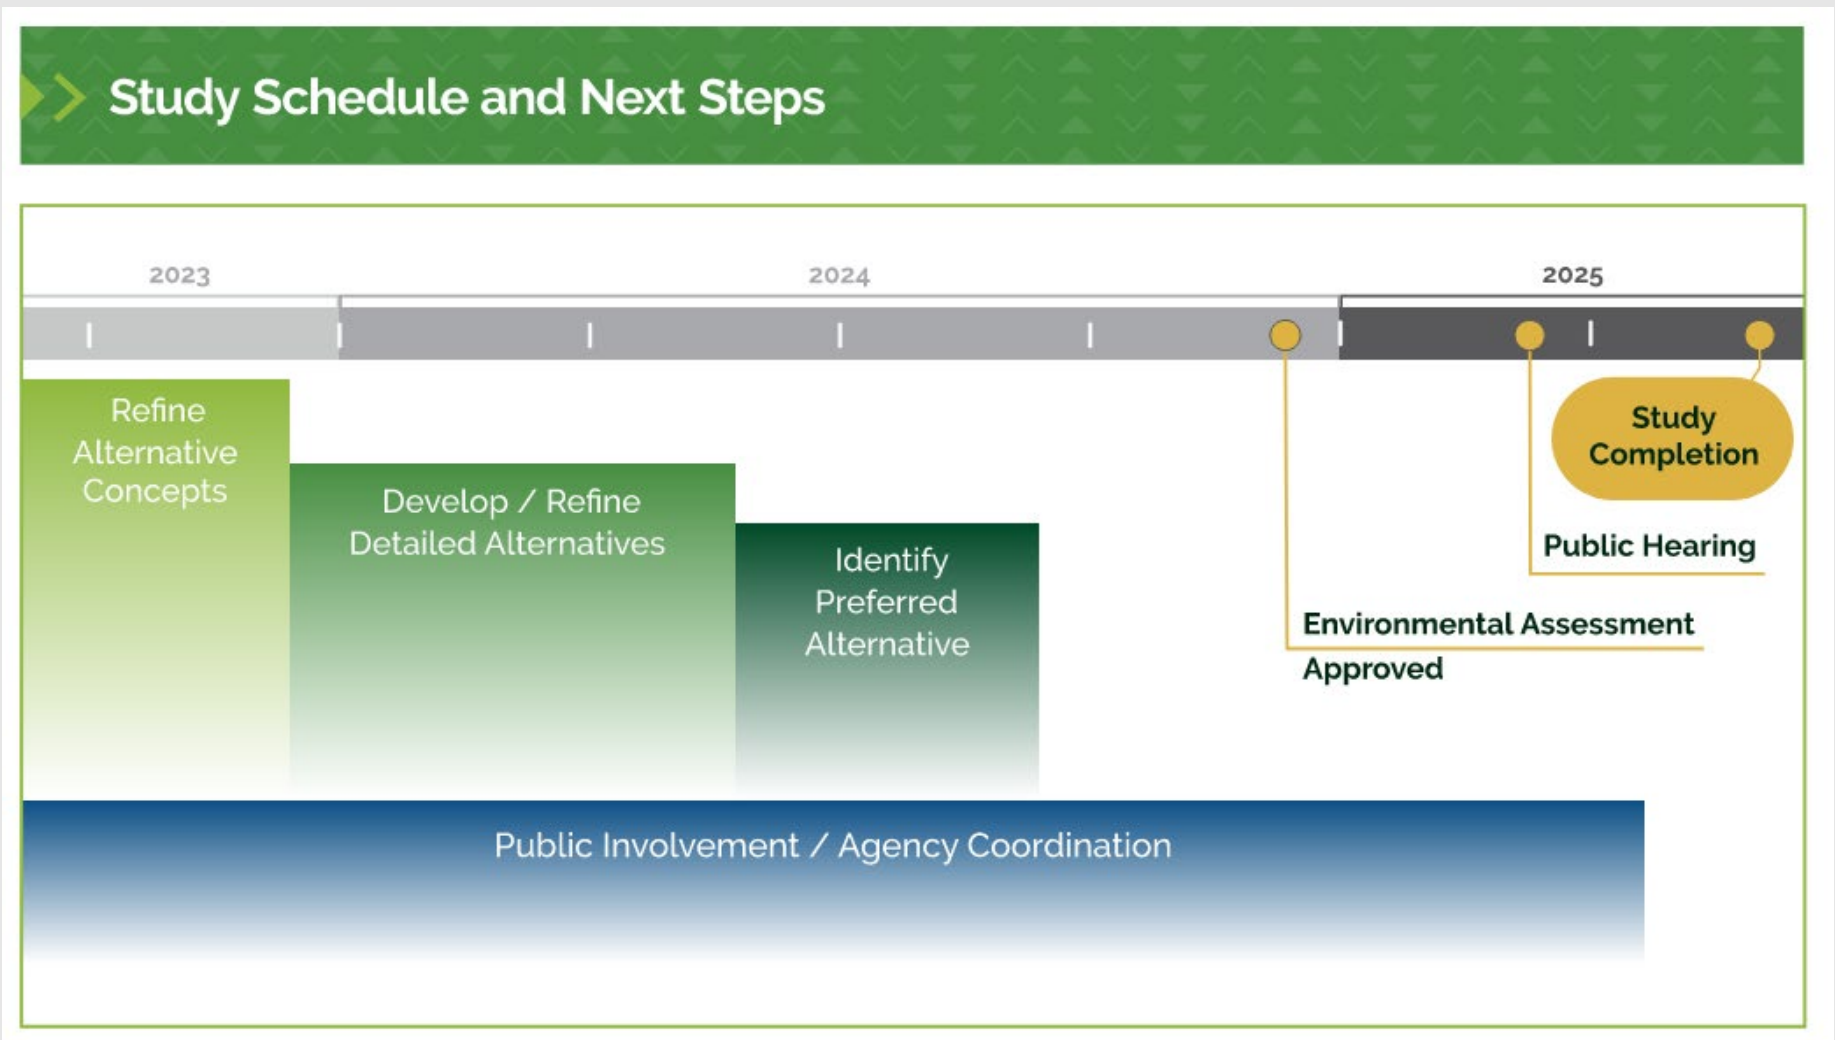 Study Schedule and Next Steps
2023
2024
2025
Refine
Alternative
Concepts
Develop / Refine
Detailed Alternatives
Identify
Preferred
Alternative
Study
Completion
Public Hearing
Environmental Assessment
Approved
Public Involvement / Agency Coordination